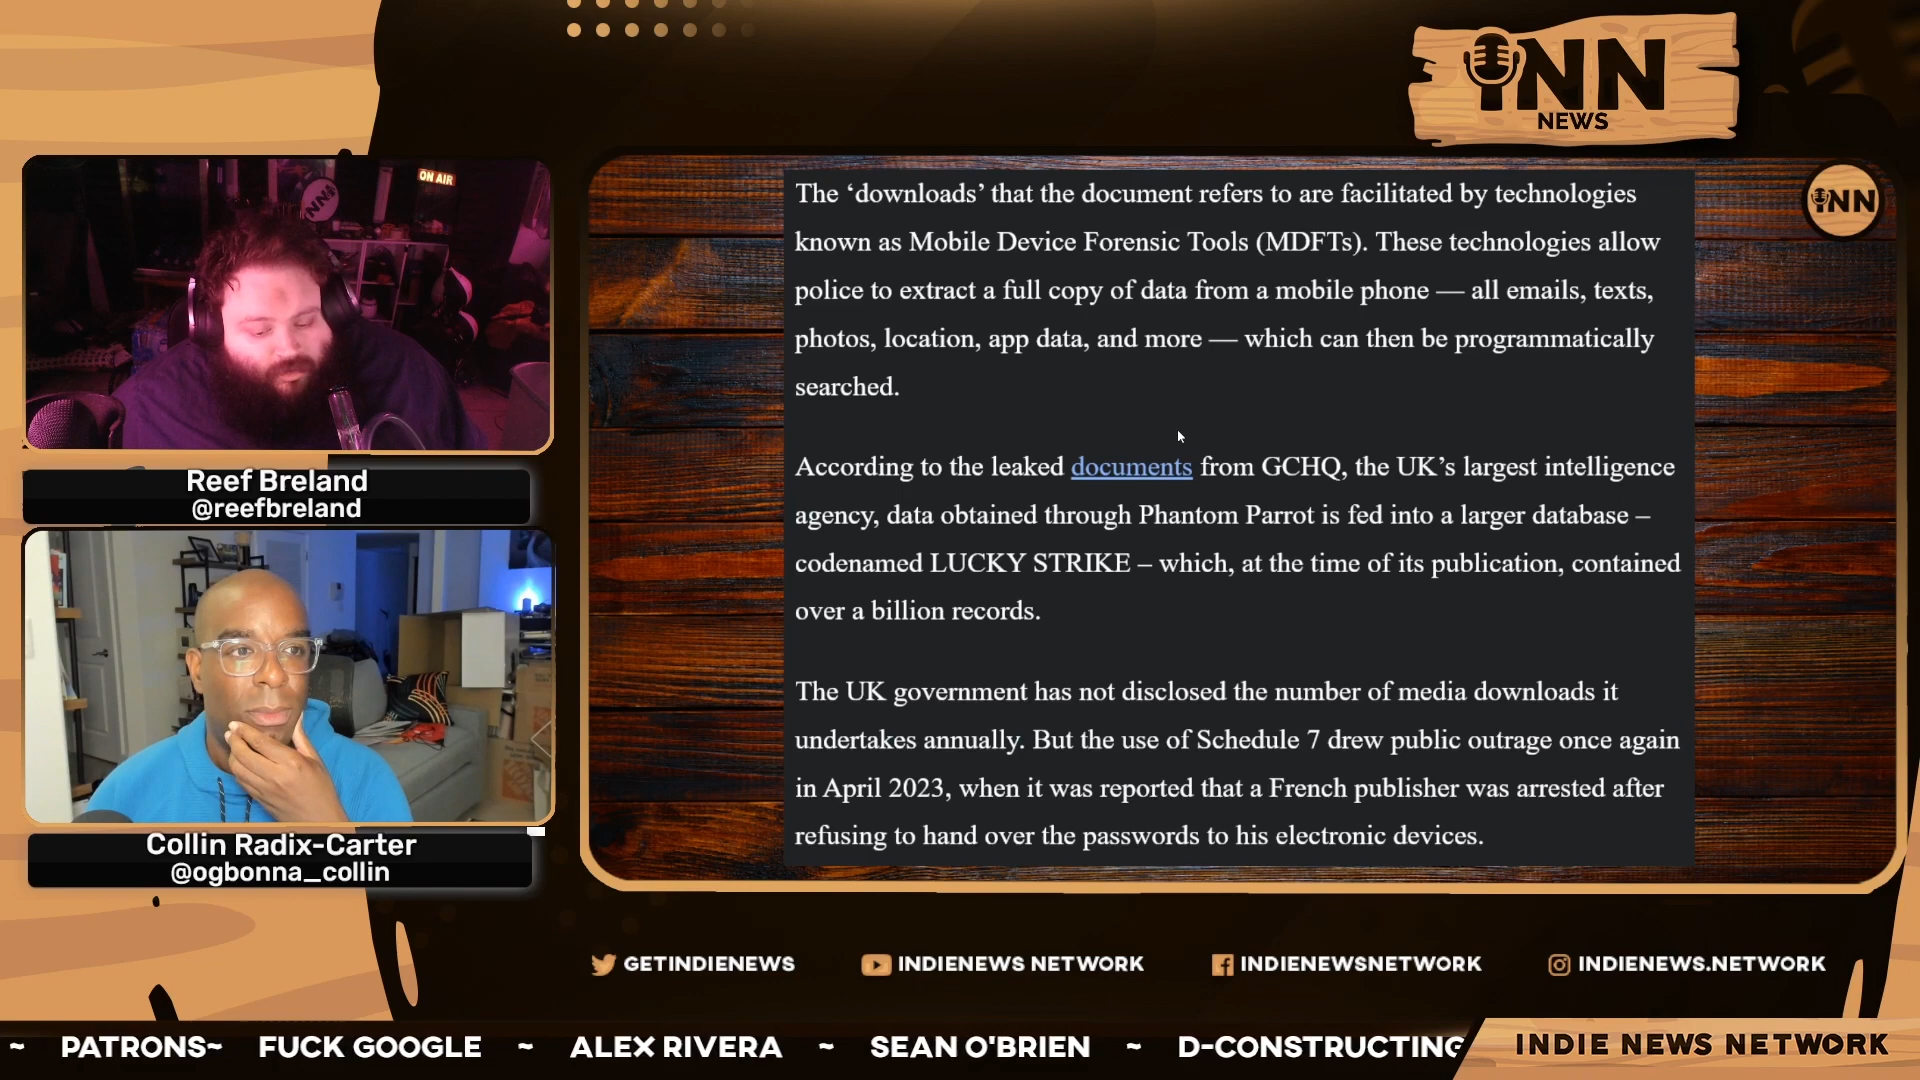 INN
NEWS
ON AIR
INN
INN
The ‘downloads’ that the document refers to are facilitated by technologies
known as Mobile Device Forensic Tools (MDFTs). These technologies allow
police to extract a full copy of data from a mobile phone — all emails, texts,
photos, location, app data, and more — which can then be programmatically
searched.
According to the leaked documents from GCHQ, the UK’s largest intelligence
agency, data obtained through Phantom Parrot is fed into a larger database –
codenamed LUCKY STRIKE – which, at the time of its publication, contained
over a billion records.
The UK government has not disclosed the number of media downloads it
undertakes annually. But the use of Schedule 7 drew public outrage once again
in April 2023, when it was reported that a French publisher was arrested after
refusing to hand over the passwords to his electronic devices.
Reef Breland
@reefbreland
Collin Radix-Carter
@ogbonna_collin
GETINDIENEWS
INDIENEWS NETWORK
INDIENEWSNETWORK
INDIENEWS.NETWORK
~ PATRONS~ FUCK GOOGLE ~ ALEX RIVERA ~ SEAN O'BRIEN ~ D-CONSTRUCTING
INDIE NEWS NETWORK